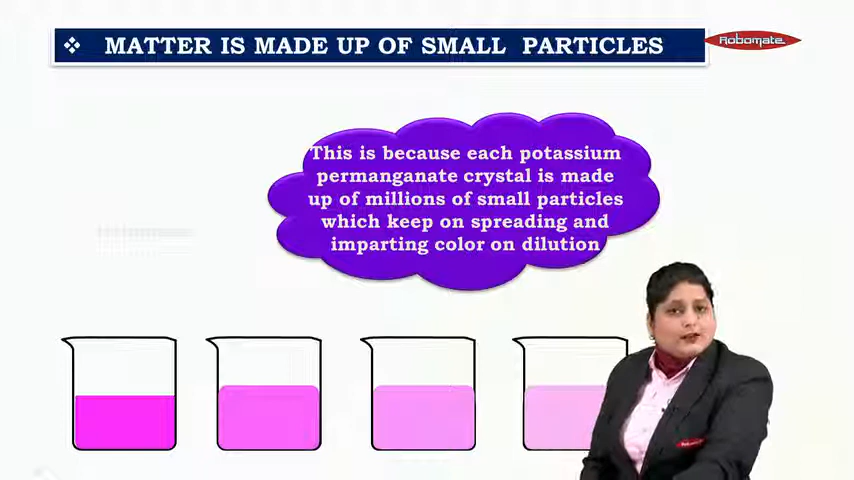 MATTER IS MADE UP OF SMALL PARTICLES
Robomate
This is because each potassium
permanganate crystal is made
up of millions of small particles
which keep on spreading and
imparting color on dilution